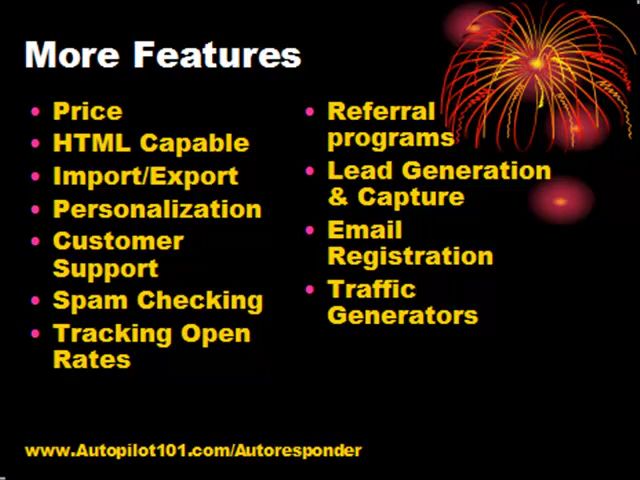 More Features
• Price
• HTML Capable
• Import/Export
• Personalization
• Customer
Support
• Spam Checking
• Tracking Open
Rates
• Referral
programs
• Lead Generation
& Capture
• Email
Registration
• Traffic
Generators
www.Autopilot101.com/Autoresponder